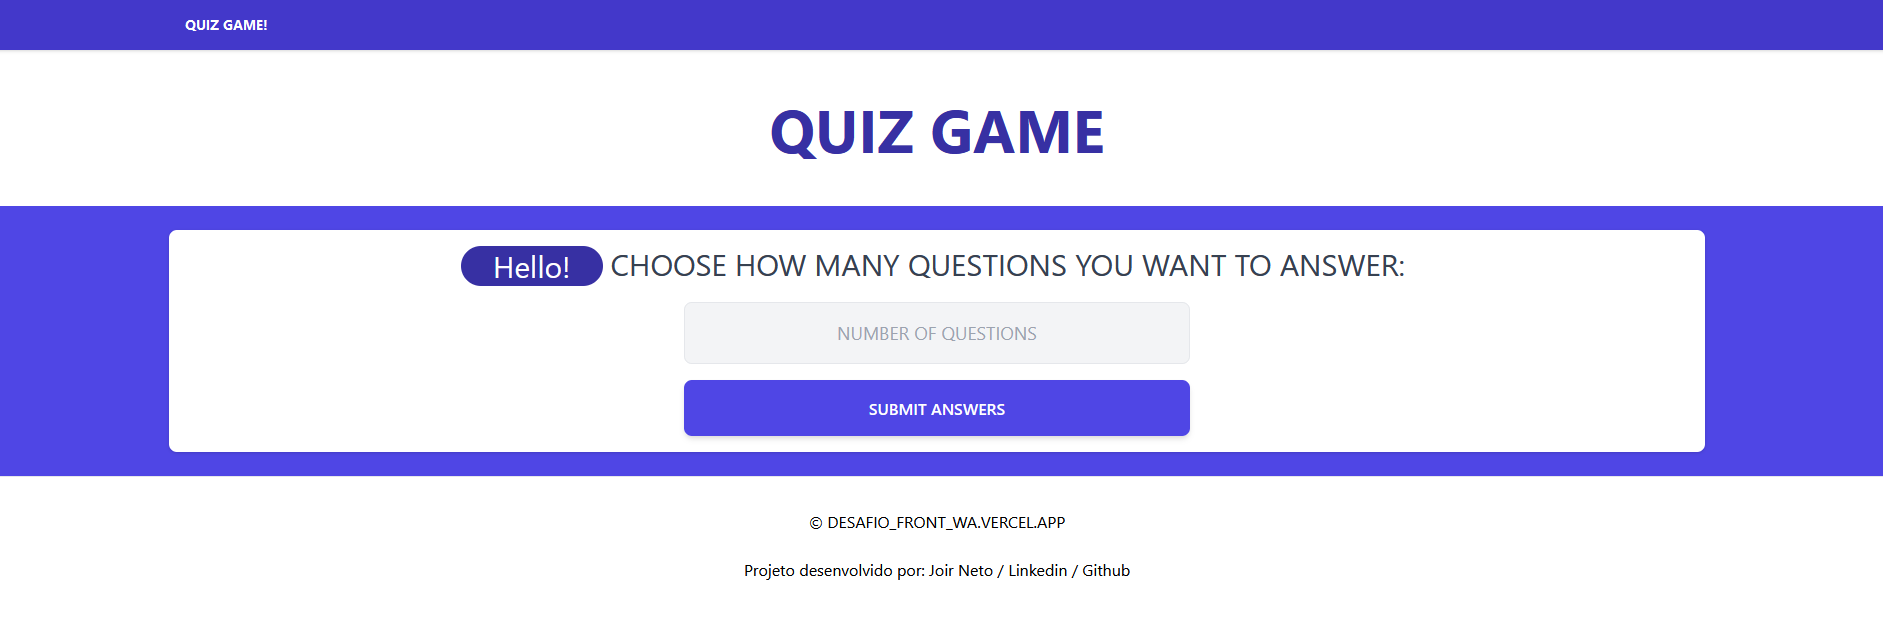 QUIZ GAME!
QUIZ GAME
Hello! CHOOSE HOW MANY QUESTIONS YOU WANT TO ANSWER:
NUMBER OF QUESTIONS
SUBMIT ANSWERS
© DESAFIO_FRONT_WA.VERCEL.APP
Projeto desenvolvido por: Joir Neto / Linkedin / Github